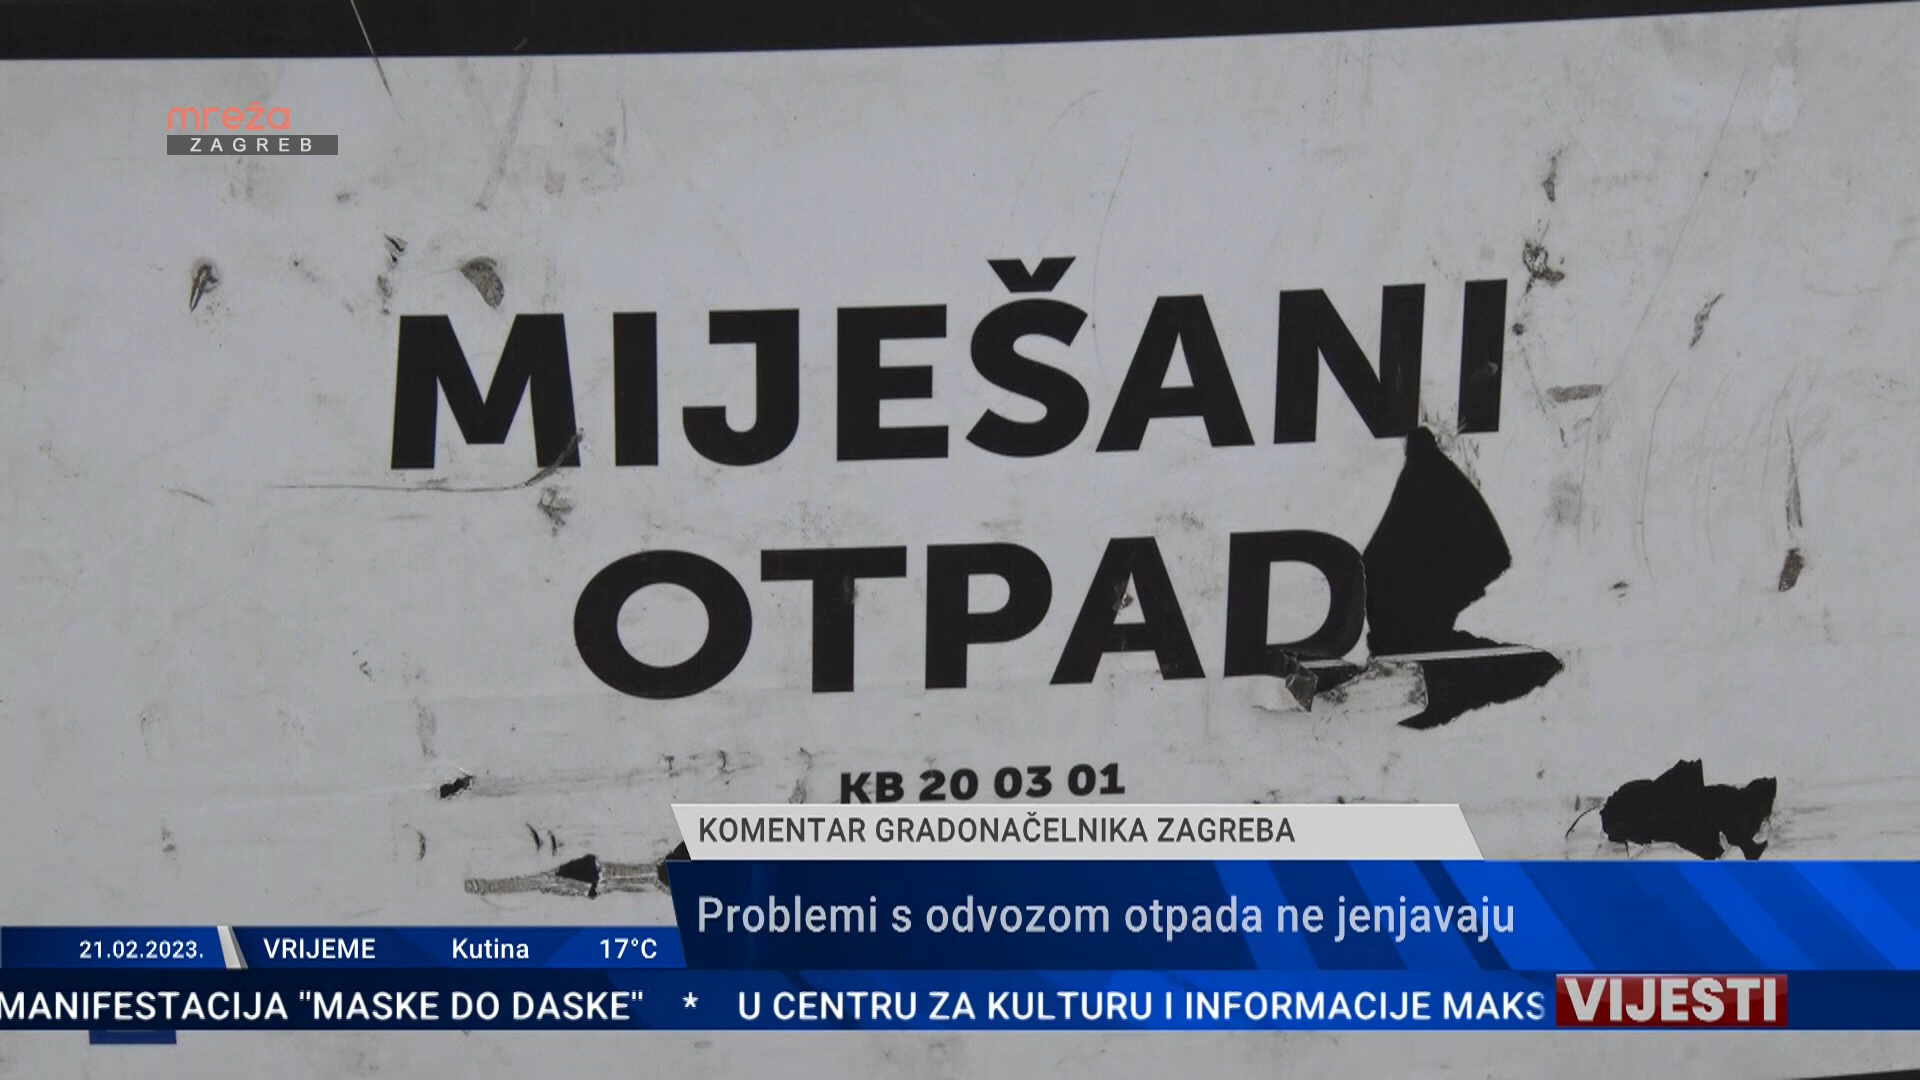 mreža
ZAGREB
MIJEŠANI
OTPAD
KB 20 03 01
KOMENTAR GRADONAČELNIKA ZAGREBA
Problemi s odvozom otpada ne jenjavaju
21.02.2023. VRIJEME Kutina 17°C
MANIFESTACIJA "MASKE DO DASKE" * U CENTRU ZA KULTURU I INFORMACIJE MAKS
VIJESTI